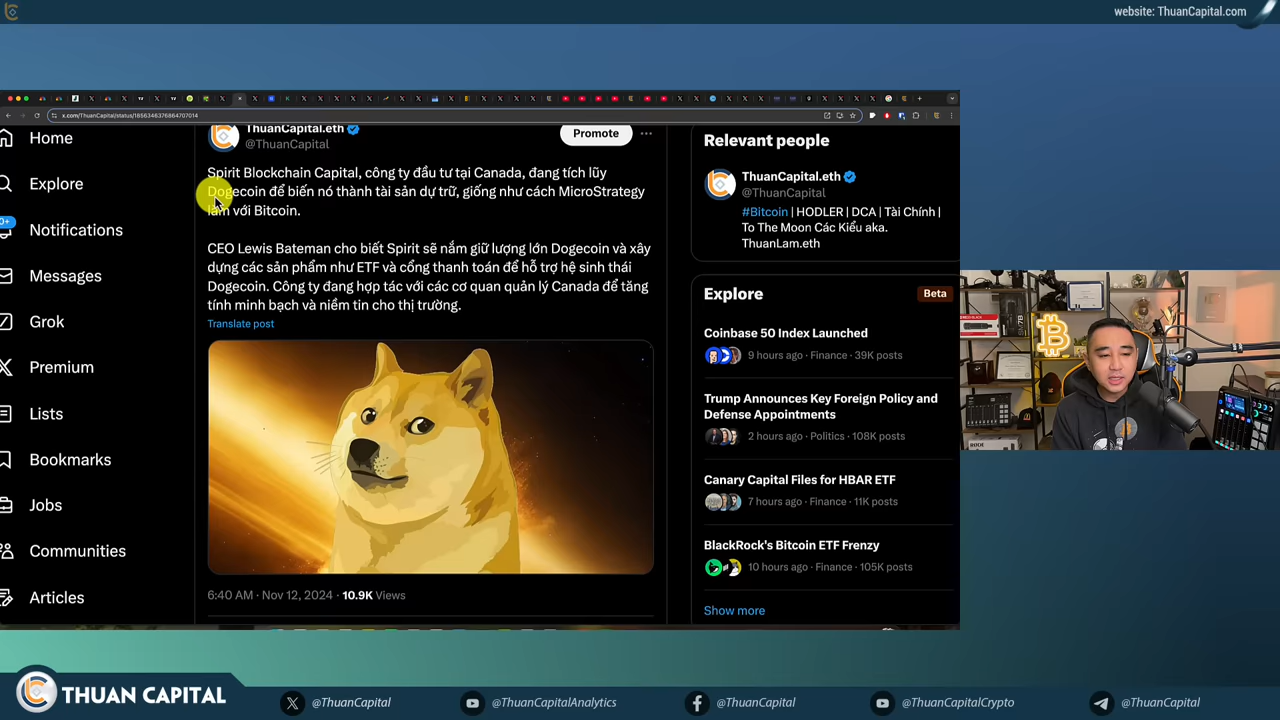 website: ThuanCapital.com
x.com/ThuanCapital/status/1856346376864707014
Home
Explore
Notifications
Messages
Grok
Premium
Lists
Bookmarks
Jobs
Communities
Articles
ThuanCapital.eth
@ThuanCapital
Promote
Spirit Blockchain Capital, công ty đầu tư tại Canada, đang tích lũy
Dogecoin để biến nó thành tài sản dự trữ, giống như cách MicroStrategy
làm với Bitcoin.
CEO Lewis Bateman cho biết Spirit sẽ nắm giữ lượng lớn Dogecoin và xây
dựng các sản phẩm như ETF và cổng thanh toán để hỗ trợ hệ sinh thái
Dogecoin. Công ty đang hợp tác với các cơ quan quản lý Canada để tăng
tính minh bạch và niềm tin cho thị trường.
Translate post
6:40 AM · Nov 12, 2024 · 10.9K Views
Relevant people
ThuanCapital.eth
@ThuanCapital
#Bitcoin | HODLER | DCA | Tài Chính |
To The Moon Các Kiểu aka.
ThuanLam.eth
Explore
Beta
Coinbase 50 Index Launched
9 hours ago · Finance · 39K posts
Trump Announces Key Foreign Policy and
Defense Appointments
2 hours ago · Politics · 108K posts
Canary Capital Files for HBAR ETF
7 hours ago · Finance · 11K posts
BlackRock's Bitcoin ETF Frenzy
10 hours ago · Finance · 105K posts
Show more
RODE
THUAN CAPITAL
@ThuanCapital
@ThuanCapitalAnalytics
@ThuanCapital
@ThuanCapitalCrypto
@ThuanCapital